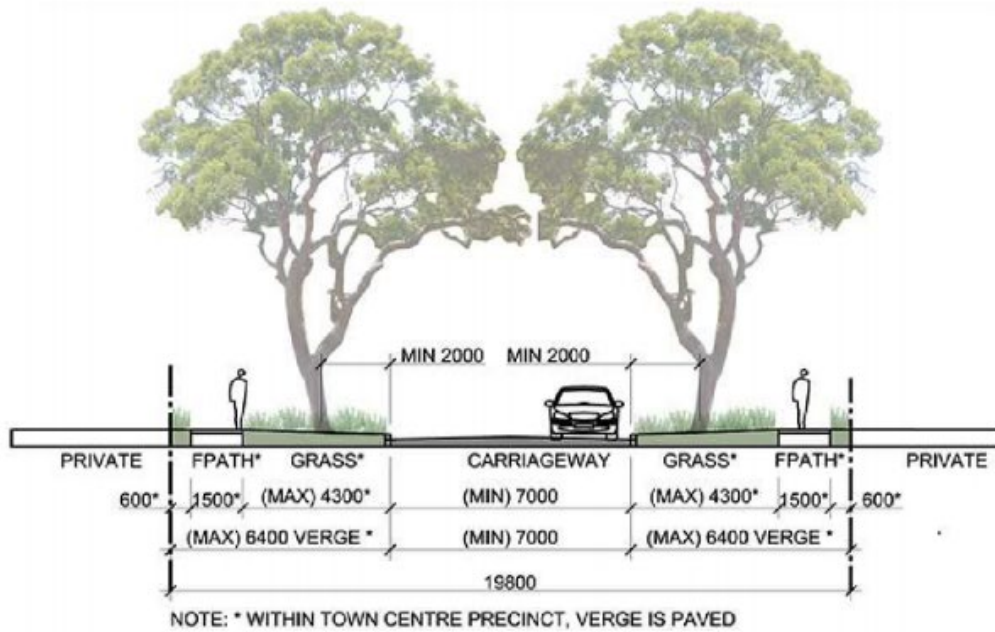 MIN 2000 MIN 2000
PRIVATE FPATH* GRASS* CARRIAGEWAY GRASS* FPATH* PRIVATE
600* 1500* (MAX) 4300* (MIN) 7000 (MAX) 4300* 1500* 600*
(MAX) 6400 VERGE * (MIN) 7000 (MAX) 6400 VERGE *
19800
NOTE: * WITHIN TOWN CENTRE PRECINCT, VERGE IS PAVED